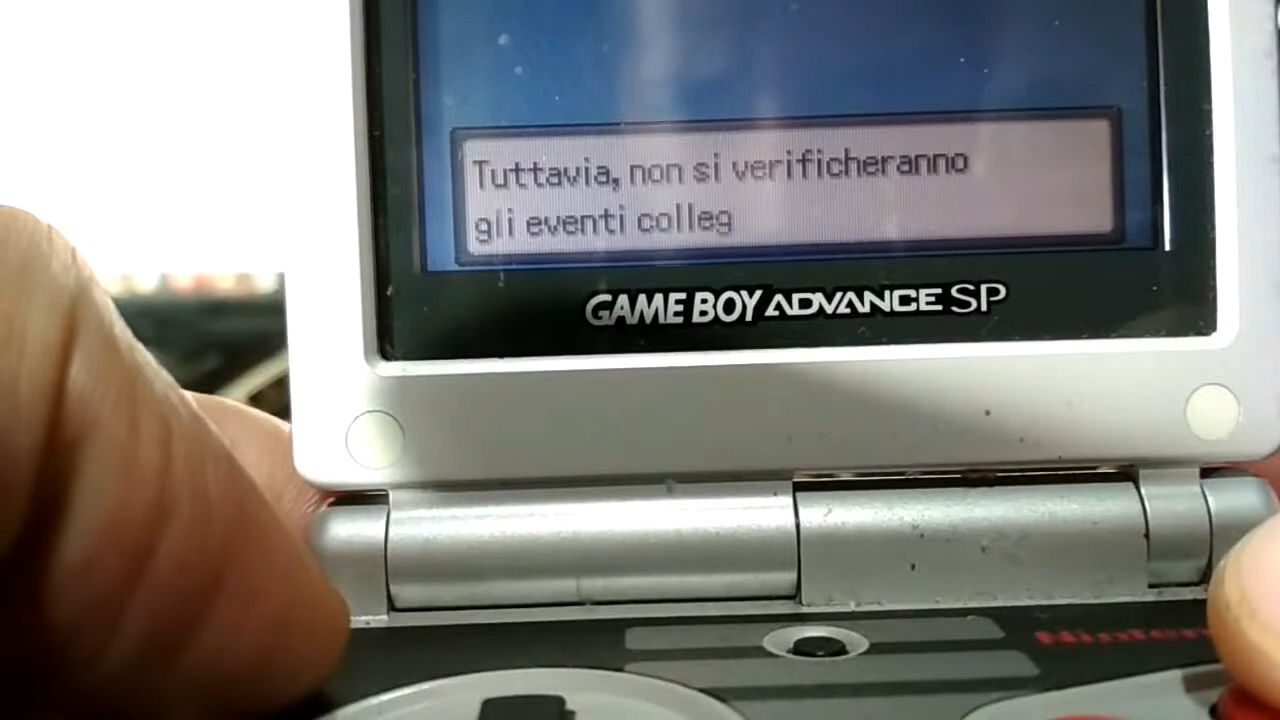 Tuttavia, non si verificheranno
gli eventi colleg
GAME BOY ADVANCE SP